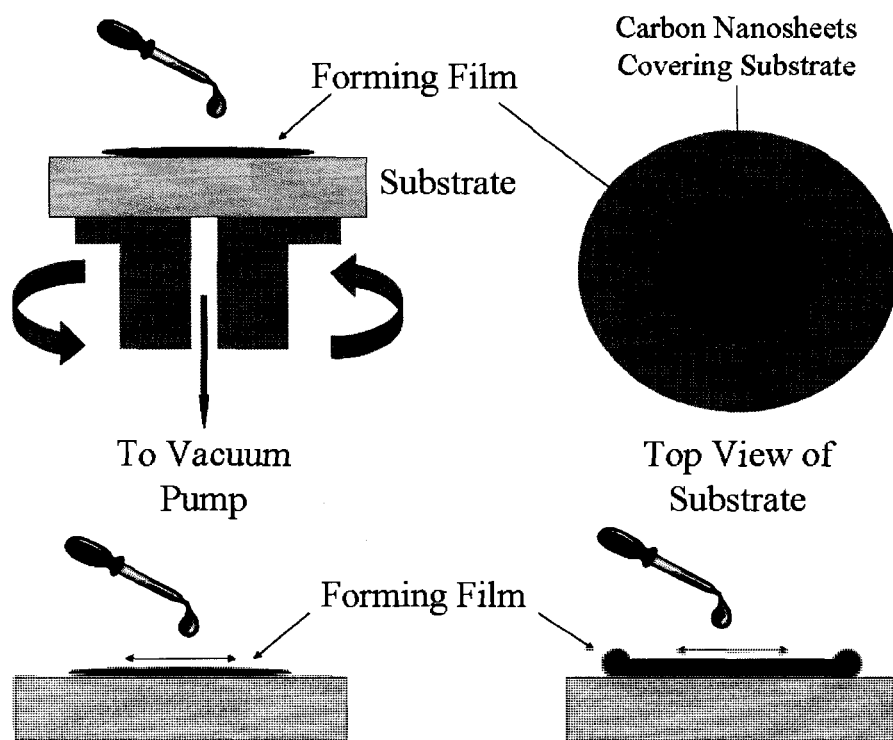 Carbon Nanosheets
Covering Substrate
Forming Film
Substrate
To Vacuum
Pump
Top View of
Substrate
Forming Film